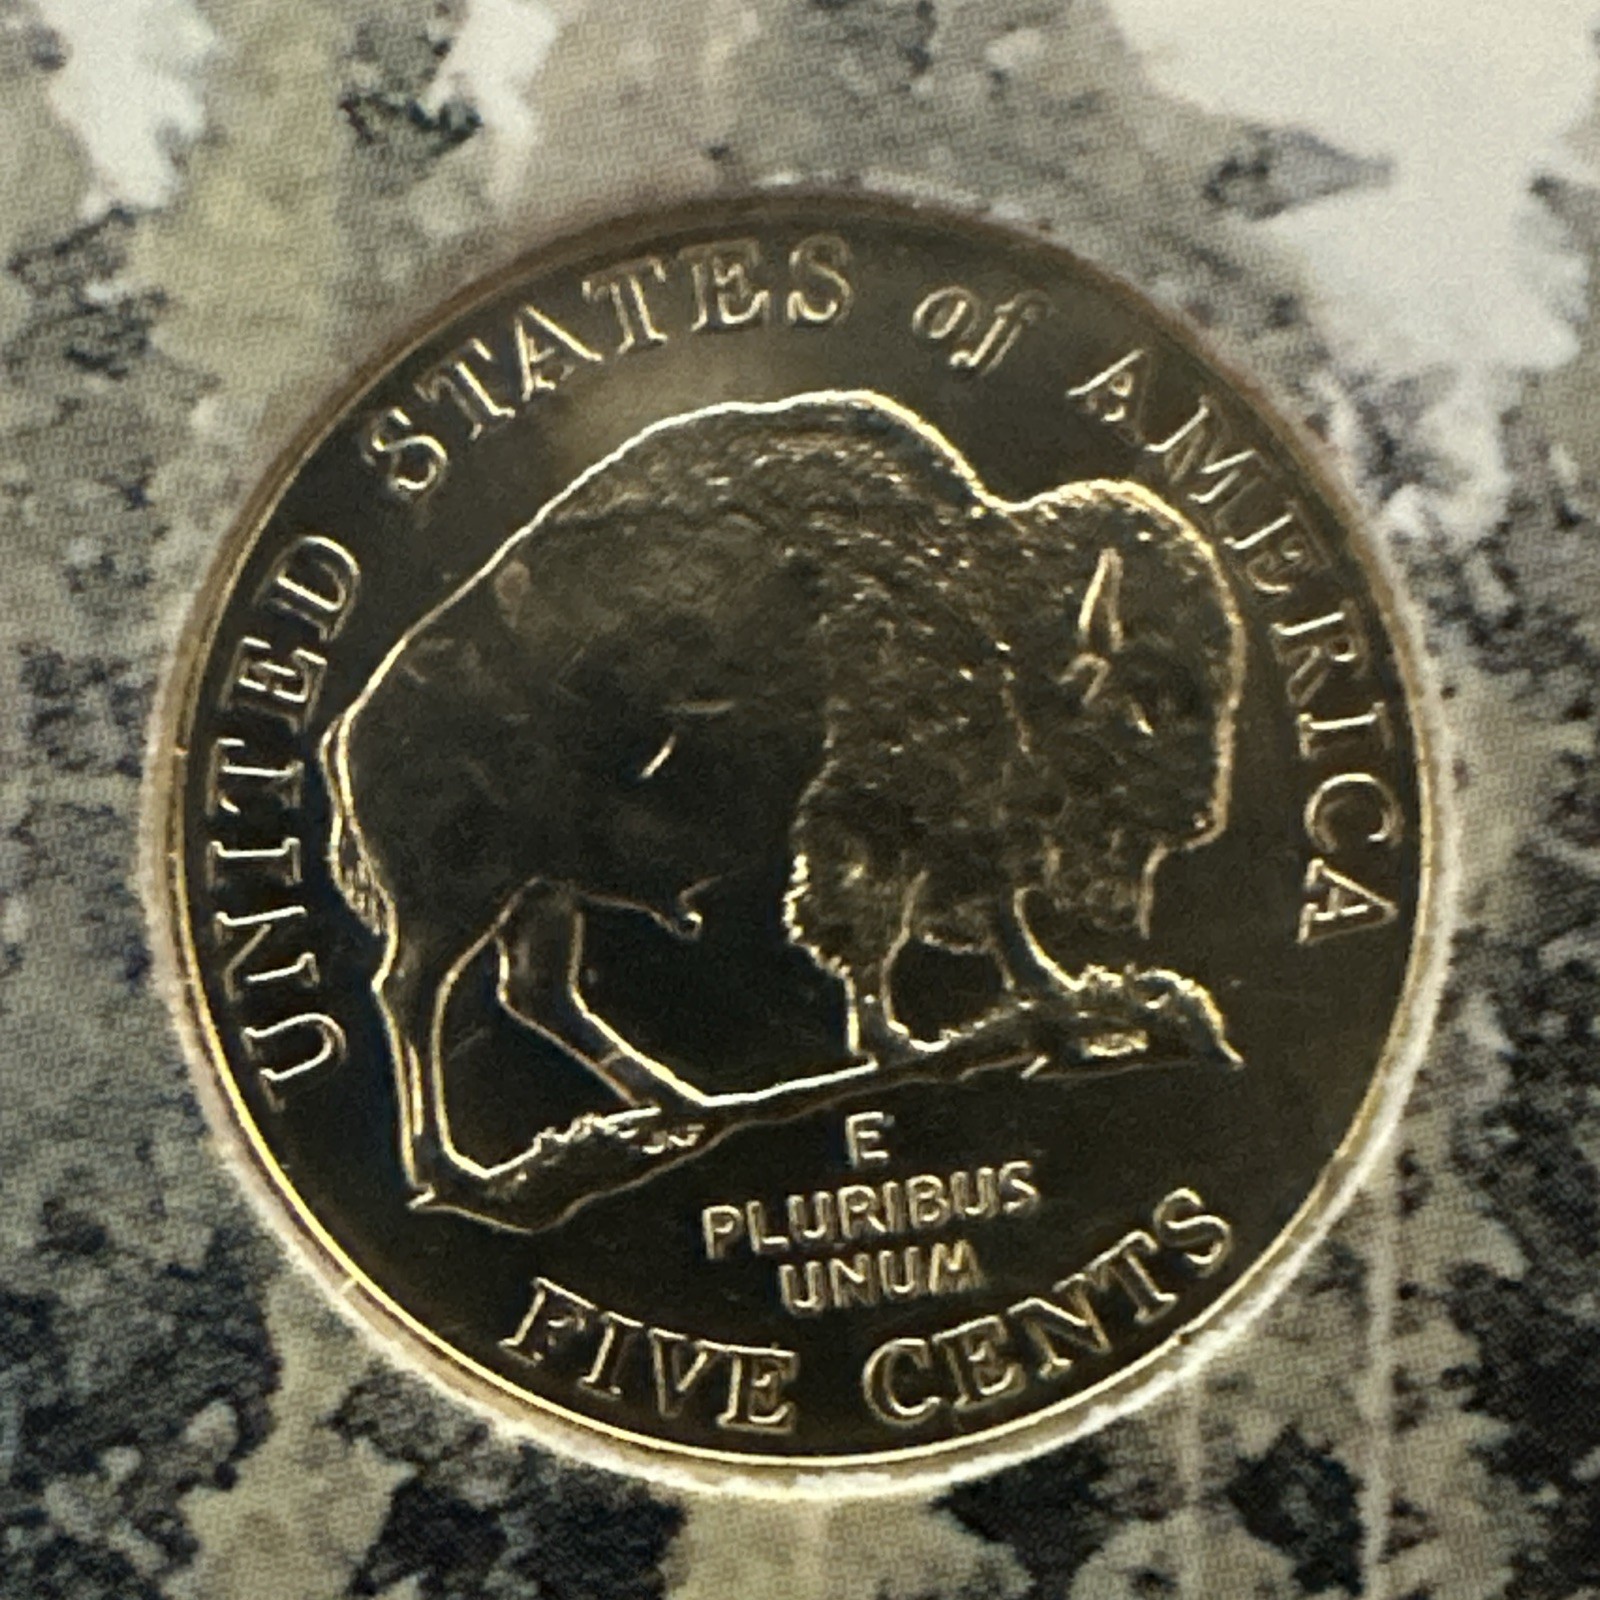 UNITED STATES of AMERICA
E
PLURIBUS
UNUM
FIVE CENTS